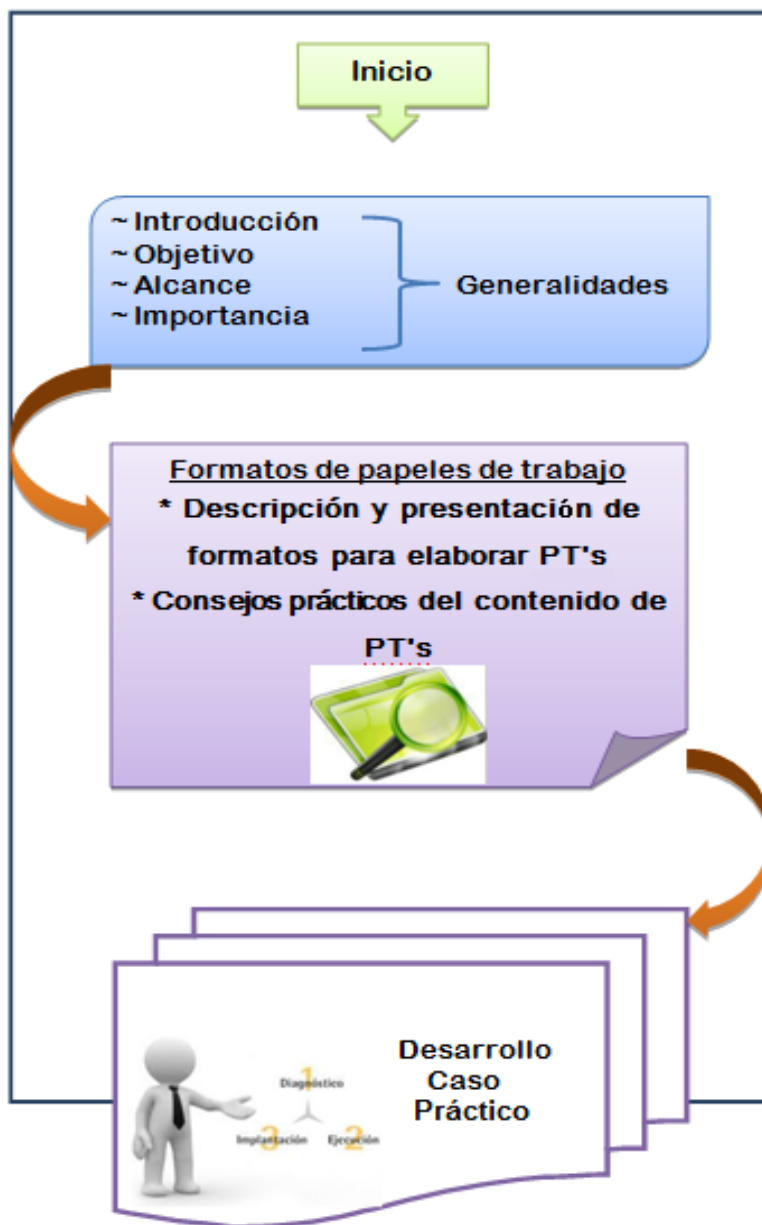 Inicio
~ Introducción
~ Objetivo
~ Alcance
~ Importancia
Generalidades
Formatos de papeles de trabajo
* Descripción y presentación de
formatos para elaborar PT's
* Consejos prácticos del contenido de
PT's
Desarrollo
Caso
Práctico
1
Diagnóstico
3
Implantación
2
Ejecución